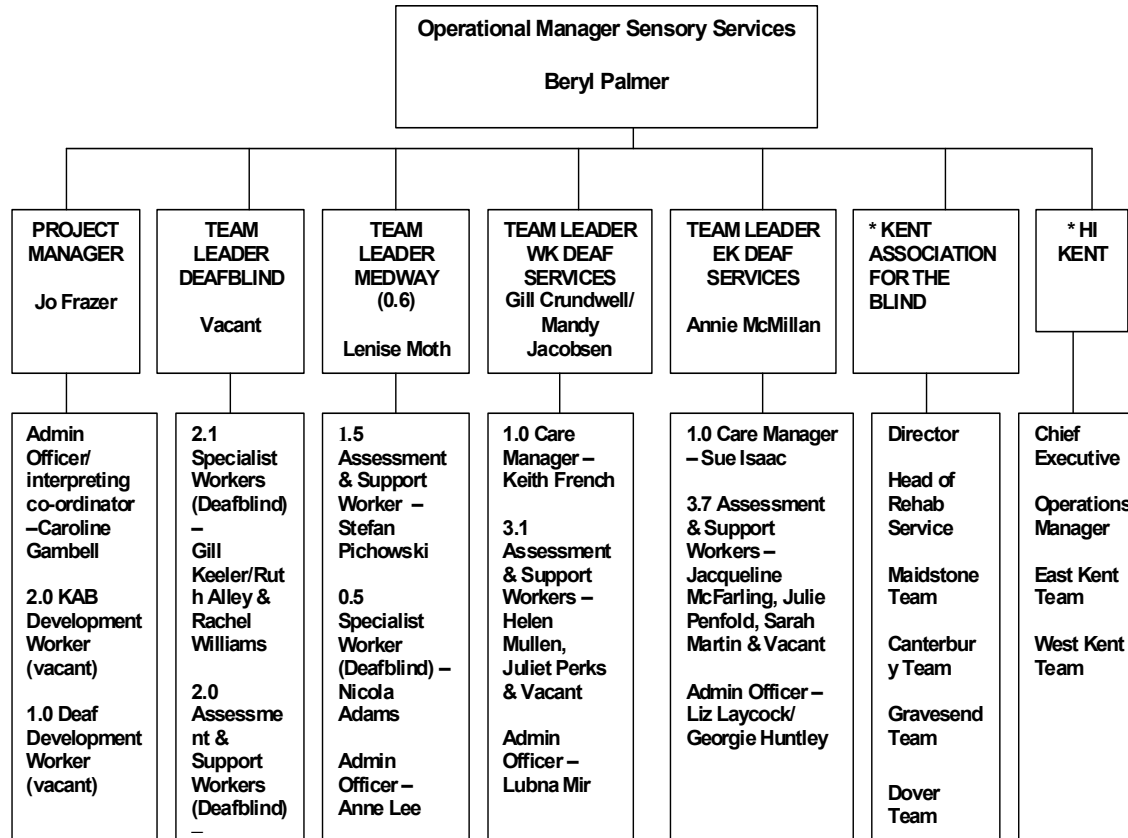 Operational Manager Sensory Services
Beryl Palmer
PROJECT
MANAGER
Jo Frazer
TEAM
LEADER
DEAFBLIND
Vacant
TEAM
LEADER
MEDWAY
(0.6)
Lenise Moth
TEAM LEADER
WK DEAF
SERVICES
Gill Crundwell/
Mandy
Jacobsen
TEAM LEADER
EK DEAF
SERVICES
Annie McMillan
* KENT
ASSOCIATION
FOR THE
BLIND
* HI
KENT
Admin
Officer/
interpreting
co-ordinator
–Caroline
Gambell
2.0 KAB
Development
Worker
(vacant)
1.0 Deaf
Development
Worker
(vacant)
2.1
Specialist
Workers
(Deafblind)
–
Gill
Keeler/Rut
h Alley &
Rachel
Williams
2.0
Assessme
nt &
Support
Workers
(Deafblind)
–
1.5
Assessment
& Support
Worker –
Stefan
Pichowski
0.5
Specialist
Worker
(Deafblind) –
Nicola
Adams
Admin
Officer –
Anne Lee
1.0 Care
Manager –
Keith French
3.1
Assessment
& Support
Workers –
Helen
Mullen,
Juliet Perks
& Vacant
Admin
Officer –
Lubna Mir
1.0 Care Manager
– Sue Isaac
3.7 Assessment
& Support
Workers –
Jacqueline
McFarling, Julie
Penfold, Sarah
Martin & Vacant
Admin Officer –
Liz Laycock/
Georgie Huntley
Director
Head of
Rehab
Service
Maidstone
Team
Canterbur
y Team
Gravesend
Team
Dover
Team
Chief
Executive
Operations
Manager
East Kent
Team
West Kent
Team